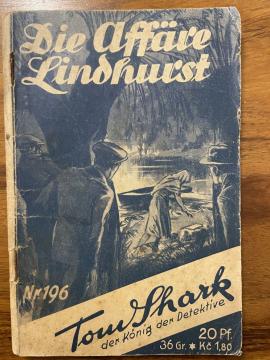 Die Affäre
Lindhurst
Nr. 196
Tom Shark
der König der Detektive
20 Pf.
36 Gr. * Kč 1,80